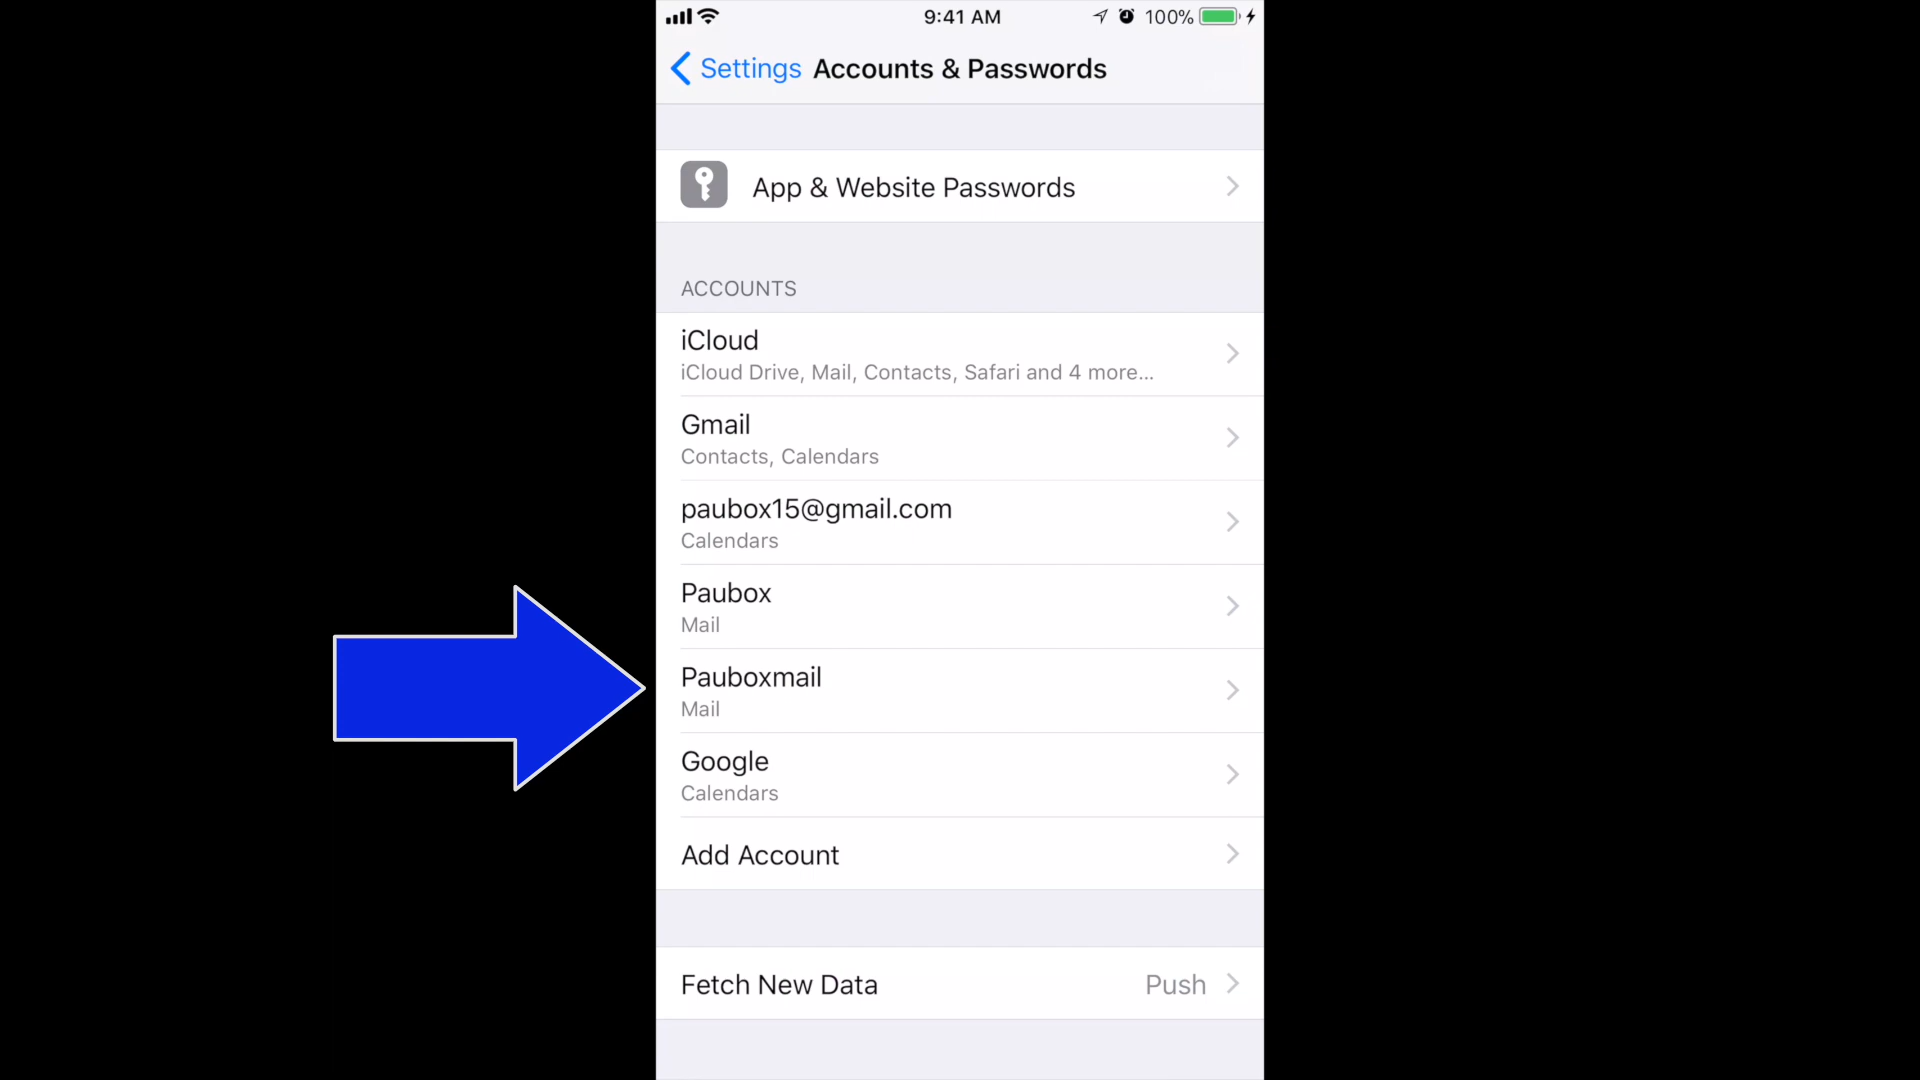 9:41 AM
100%
Settings Accounts & Passwords
App & Website Passwords
ACCOUNTS
iCloud
iCloud Drive, Mail, Contacts, Safari and 4 more...
Gmail
Contacts, Calendars
paubox15@gmail.com
Calendars
Paubox
Mail
Pauboxmail
Mail
Google
Calendars
Add Account
Fetch New Data Push